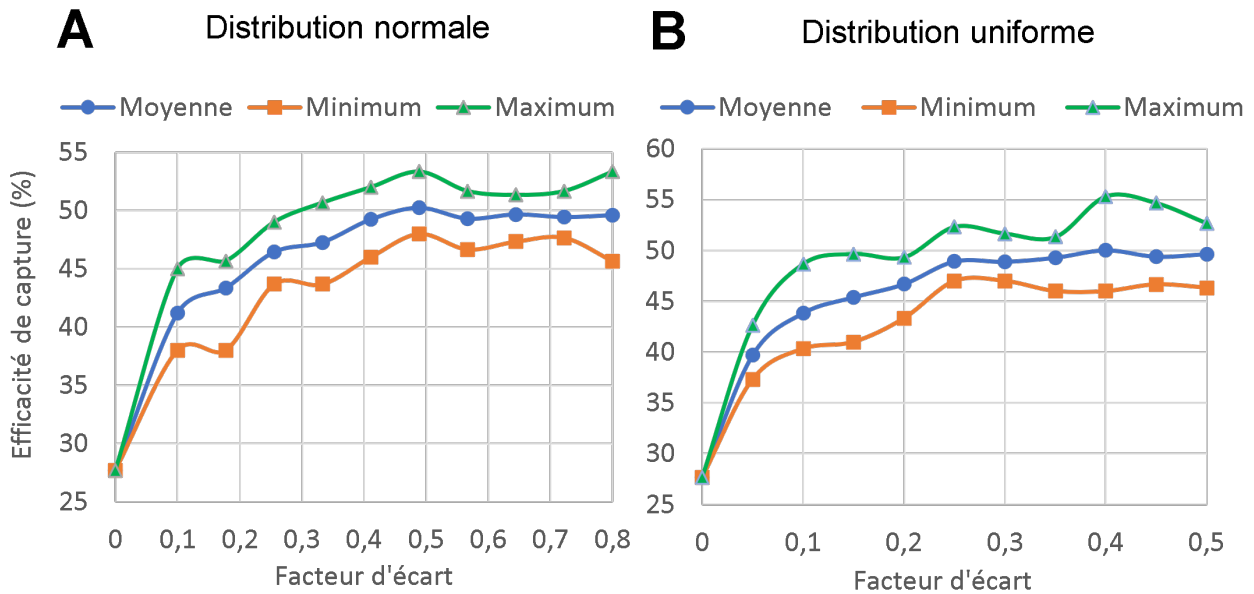 A Distribution normale
Moyenne Minimum Maximum
Efficacité de capture (%)
55
50
45
40
35
30
25
0 0,1 0,2 0,3 0,4 0,5 0,6 0,7 0,8
Facteur d'écart
B Distribution uniforme
Moyenne Minimum Maximum
60
55
50
45
40
35
30
25
0 0,1 0,2 0,3 0,4 0,5
Facteur d'écart